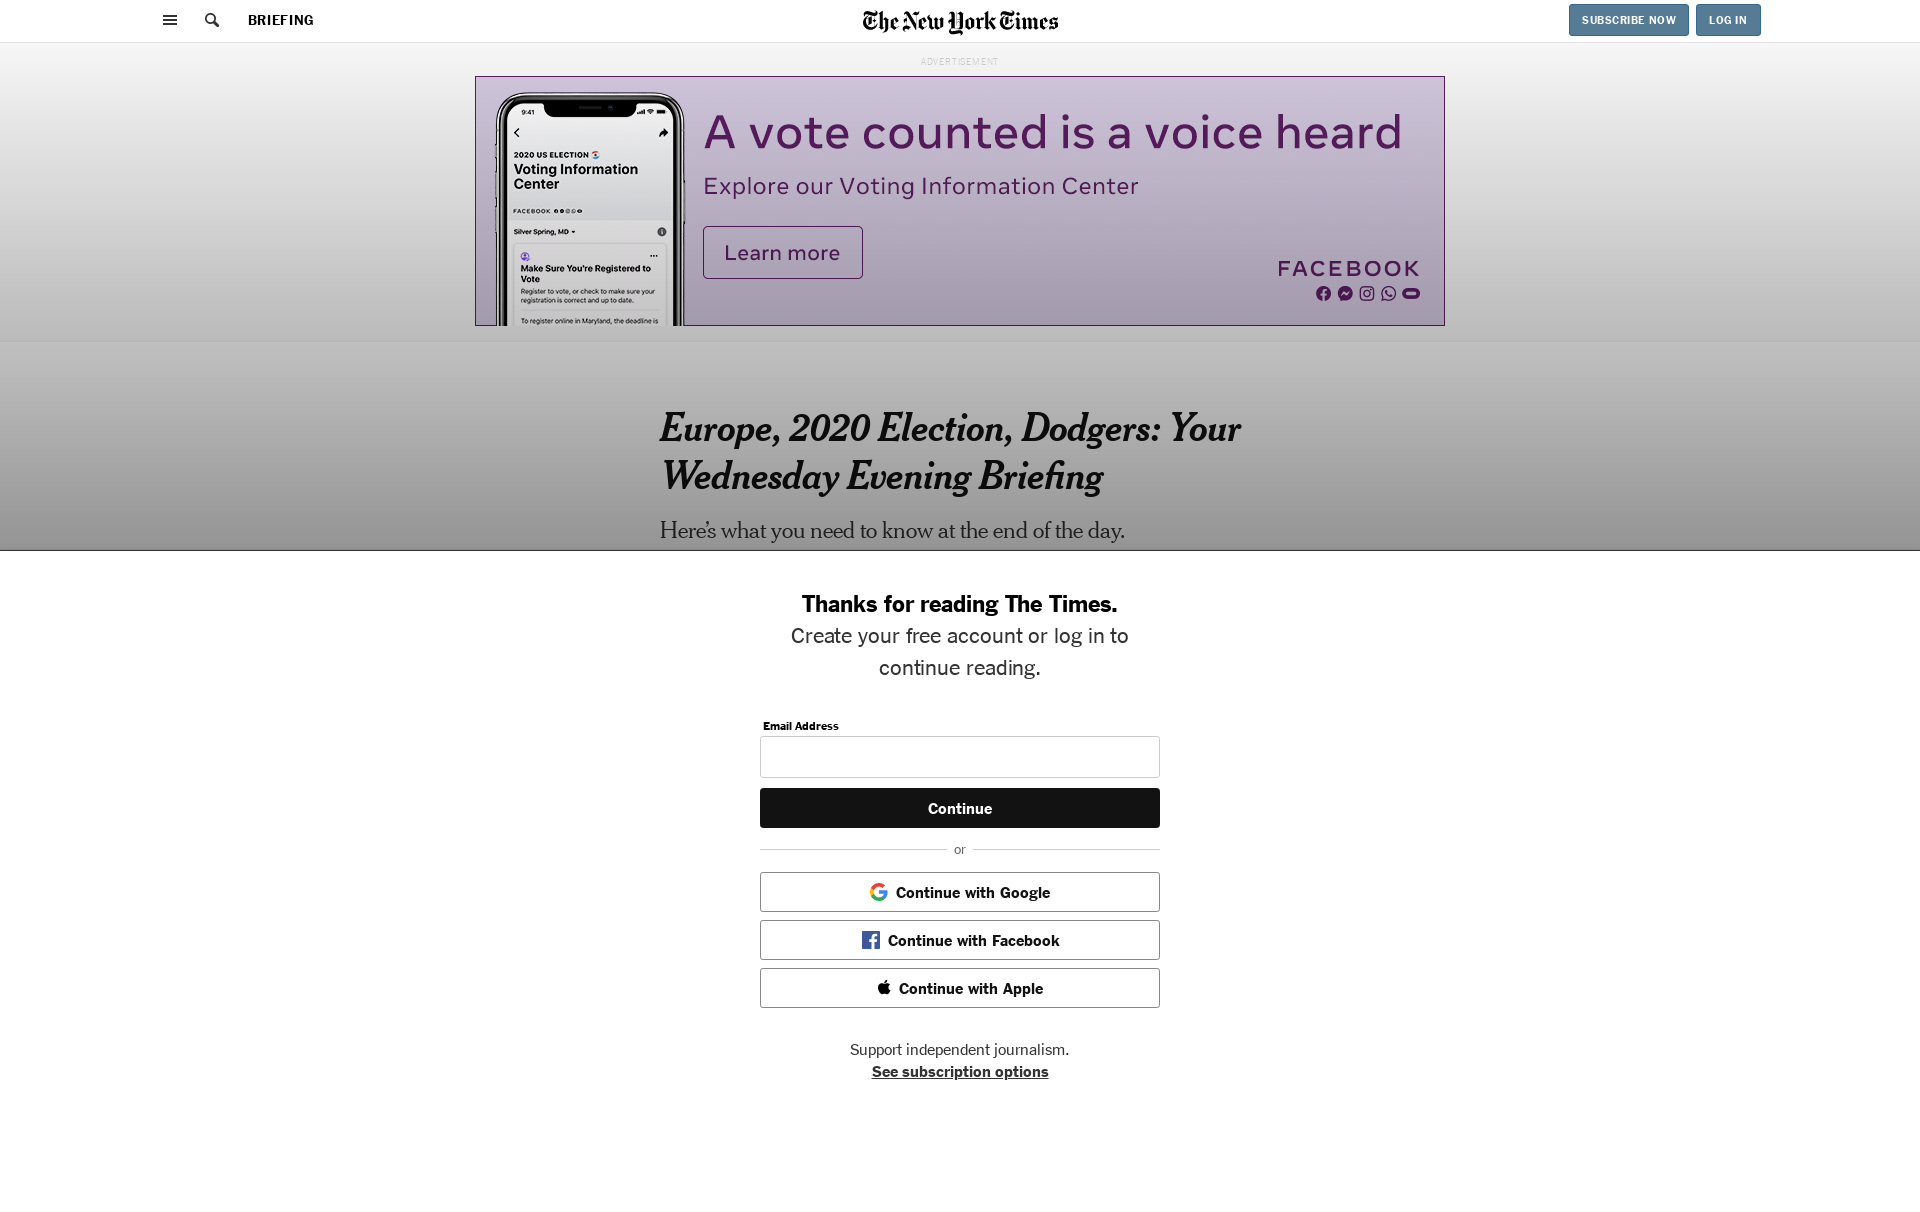 BRIEFING
The New York Times
SUBSCRIBE NOW
LOG IN
ADVERTISEMENT
9:41
2020 US ELECTION
Voting Information
Center
FACEBOOK
Silver Spring, MD
Make Sure You're Registered to
Vote
Register to vote, or check to make sure your
registration is correct and up to date.
To register online in Maryland, the deadline is
A vote counted is a voice heard
Explore our Voting Information Center
Learn more
FACEBOOK
Europe, 2020 Election, Dodgers: Your
Wednesday Evening Briefing
Here’s what you need to know at the end of the day.
Thanks for reading The Times.
Create your free account or log in to
continue reading.
Email Address
Continue
or
Continue with Google
Continue with Facebook
Continue with Apple
Support independent journalism.
See subscription options